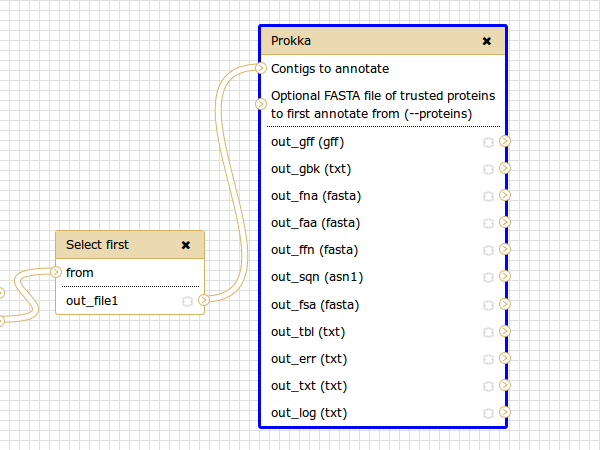 Prokka
Contigs to annotate
Optional FASTA file of trusted proteins
to first annotate from (--proteins)
out_gff (gff)
out_gbk (txt)
out_fna (fasta)
out_faa (fasta)
out_ffn (fasta)
out_sqn (asn1)
out_fsa (fasta)
out_tbl (txt)
out_err (txt)
out_txt (txt)
out_log (txt)
Select first
from
out_file1